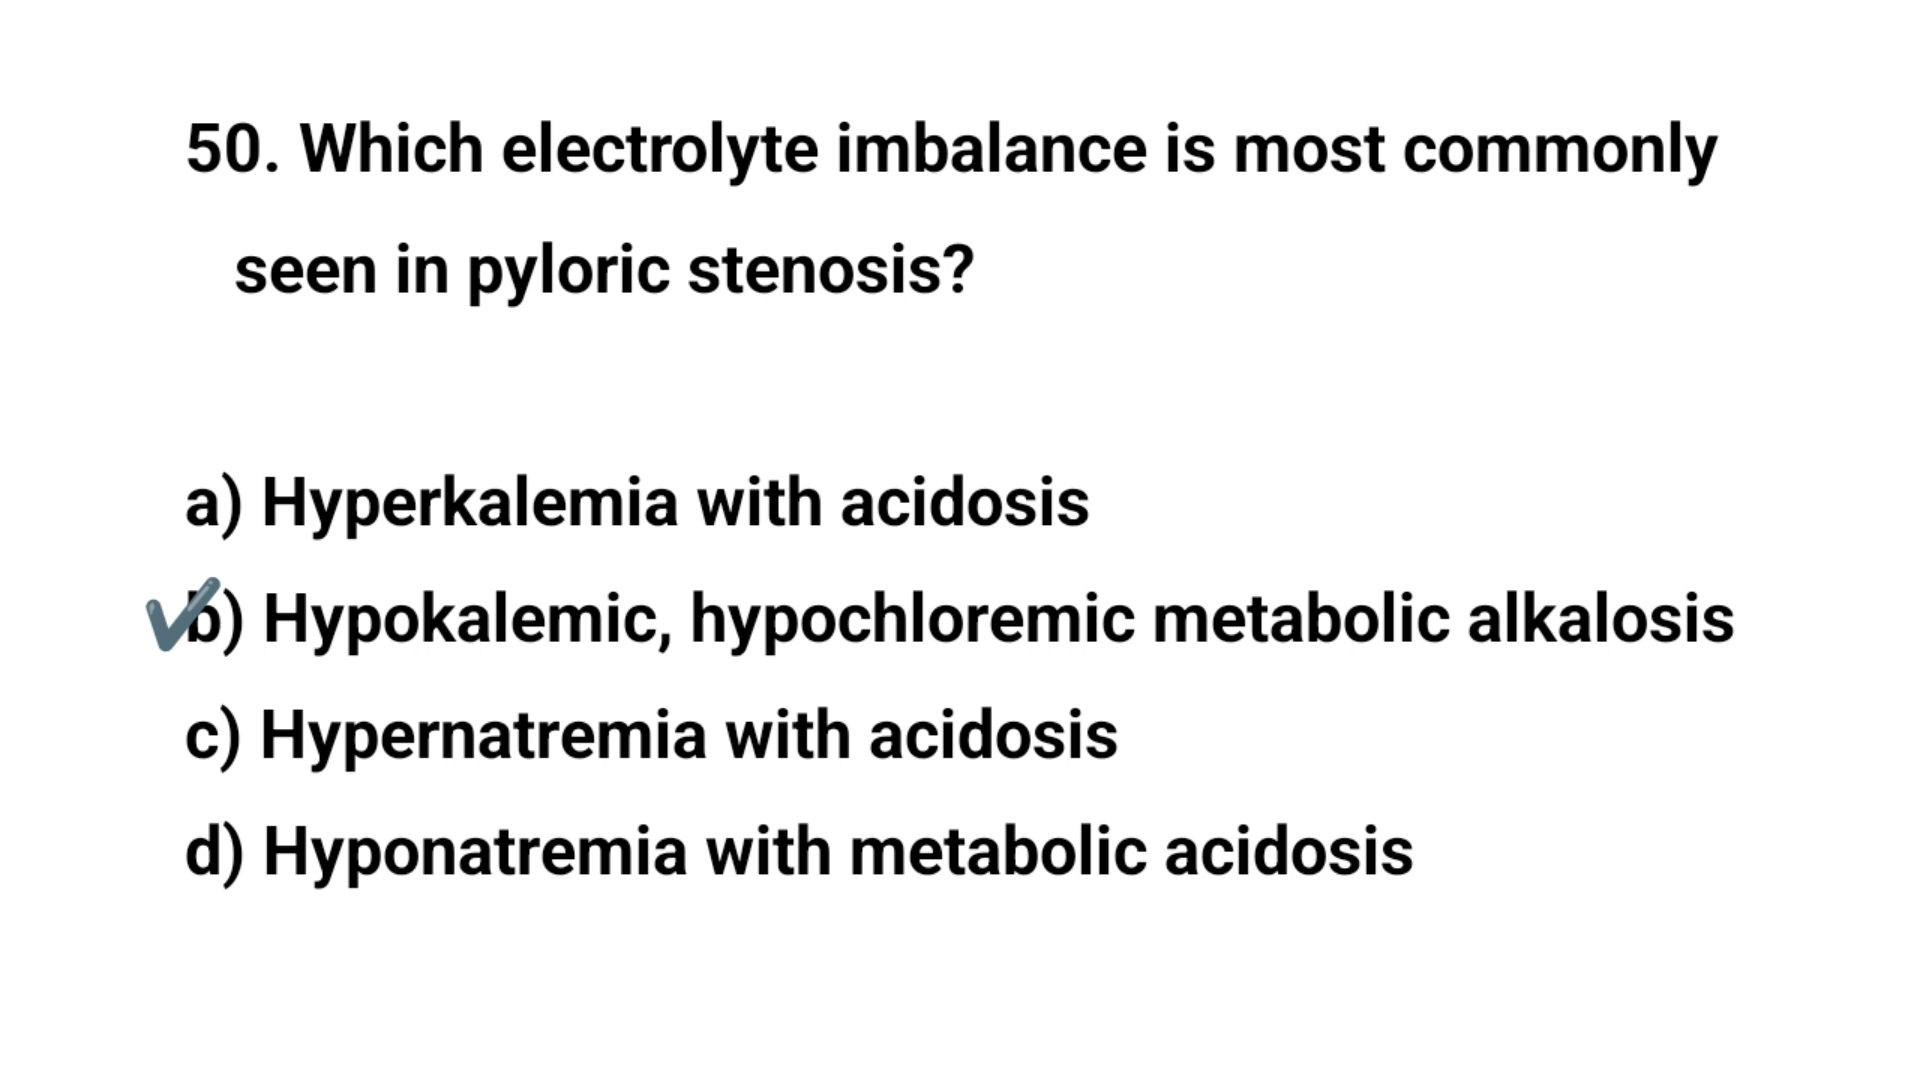 50. Which electrolyte imbalance is most commonly
seen in pyloric stenosis?
a) Hyperkalemia with acidosis
✔️b) Hypokalemic, hypochloremic metabolic alkalosis
c) Hypernatremia with acidosis
d) Hyponatremia with metabolic acidosis